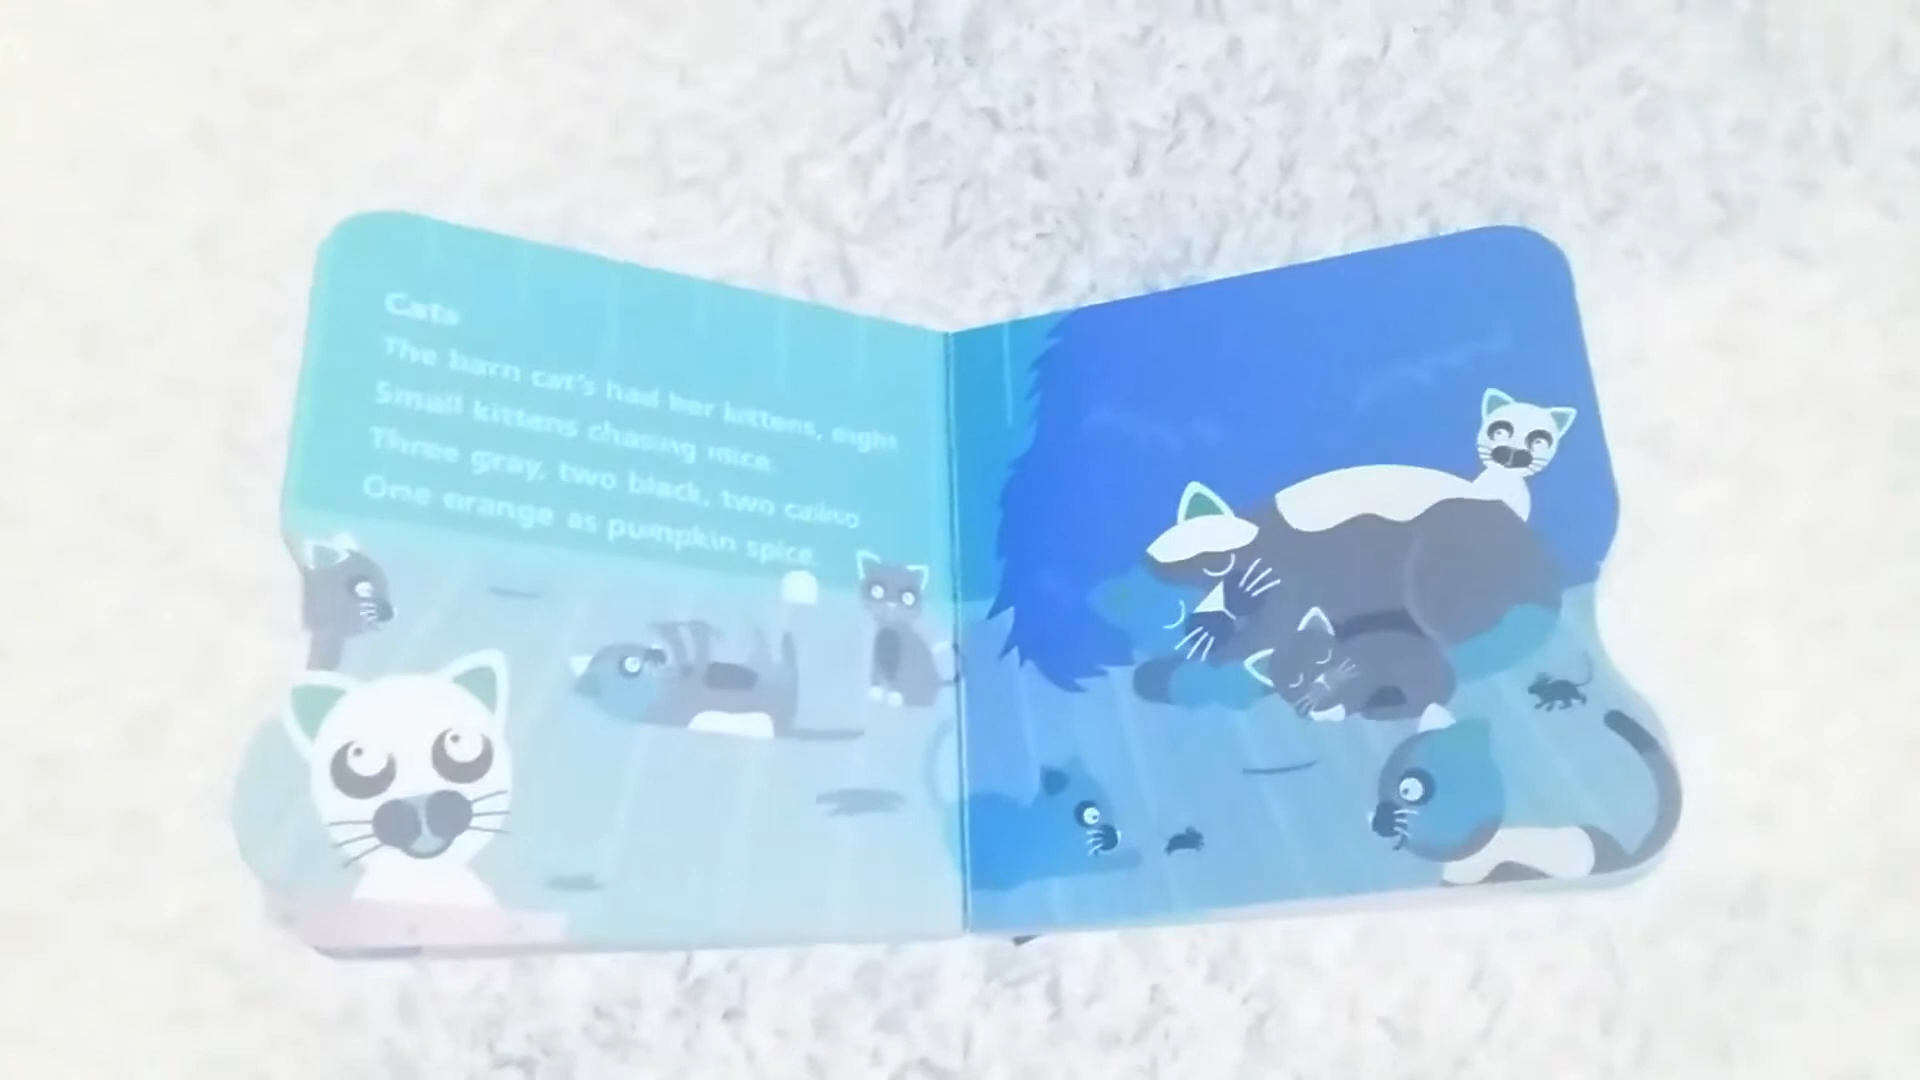 Cats
The barn cat's had her kittens, eight
Small kittens chasing mice.
Three gray, two black, two calico
One orange as pumpkin spice.